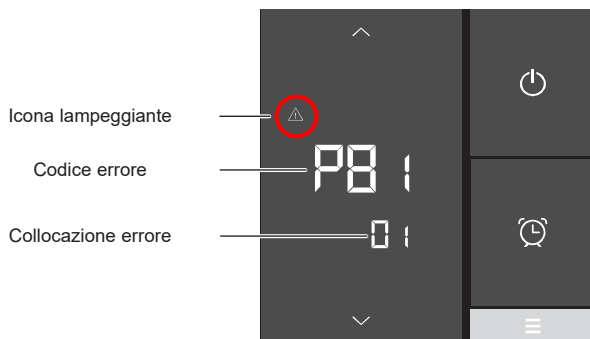 Icona lampeggiante
Codice errore
P81
Collocazione errore
01